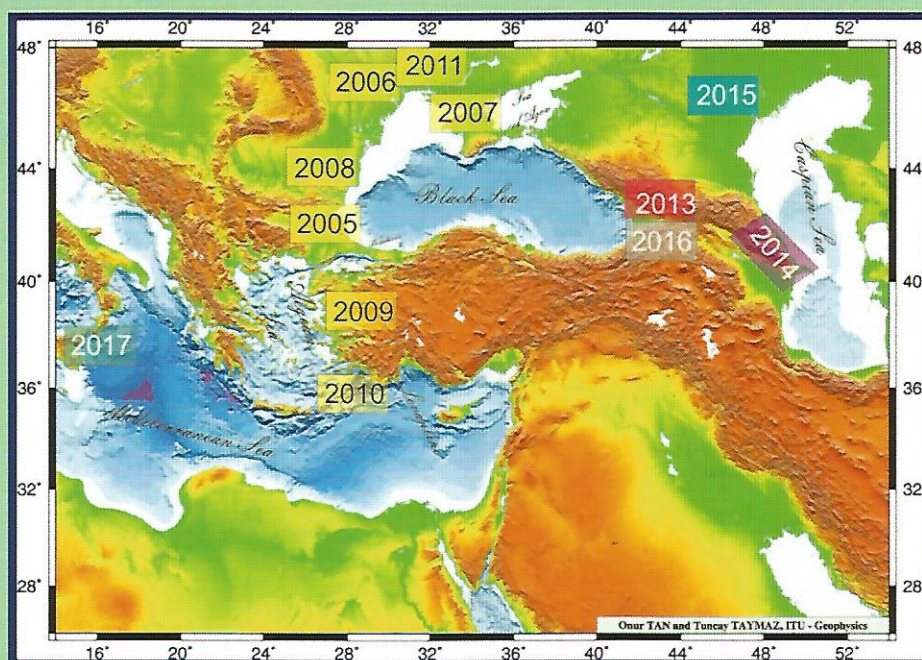 16° 20° 24° 28° 32° 36° 40° 44° 48° 52°
48° 48°
2006 2011
2007
2015
Caspian Sea
44° 44°
2008
Black Sea
2013
2005
2016
2014
40° 40°
2009
2017
36° 36°
2010
Mediterranean Sea
32° 32°
28° 28°
Onur TAN and Tuncay TAYMAZ, ITU - Geophysics
16° 20° 24° 28° 32° 36° 40° 44° 48° 52°